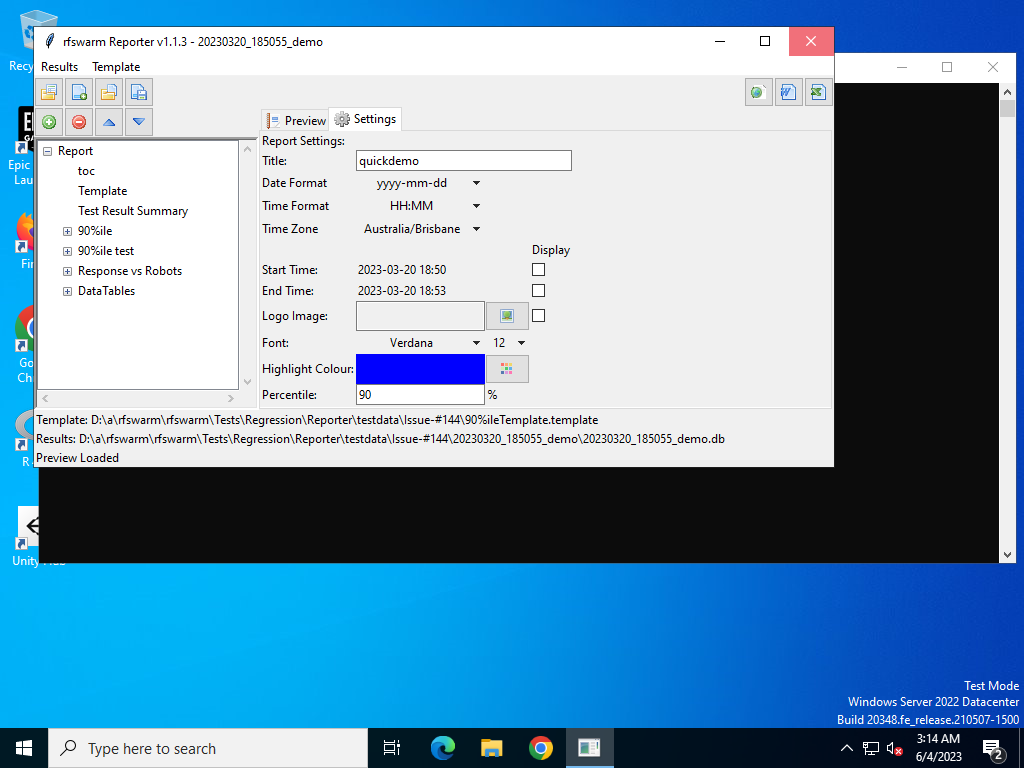 rfswarm Reporter v1.1.3 - 20230320_185055_demo
Results Template
Preview Settings
Report
toc
Template
Test Result Summary
90%ile
90%ile test
Response vs Robots
DataTables
Report Settings:
Title: quickdemo
Date Format yyyy-mm-dd
Time Format HH:MM
Time Zone Australia/Brisbane
Display
Start Time: 2023-03-20 18:50
End Time: 2023-03-20 18:53
Logo Image:
Font: Verdana 12
Highlight Colour:
Percentile: 90 %
Template: D:\a\rfswarm\rfswarm\Tests\Regression\Reporter\testdata\Issue-#144\90%ileTemplate.template
Results: D:\a\rfswarm\rfswarm\Tests\Regression\Reporter\testdata\Issue-#144\20230320_185055_demo\20230320_185055_demo.db
Preview Loaded
Recy
Epic
Lau
Fir
Go
Ch
R
Unity Hub
Test Mode
Windows Server 2022 Datacenter
Build 20348.fe_release.210507-1500
Type here to search
3:14 AM
6/4/2023
2